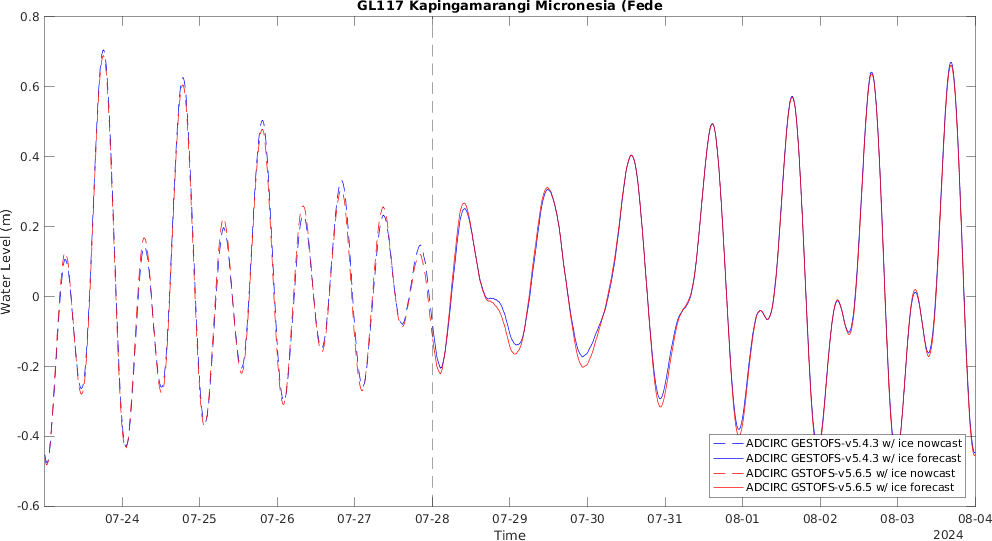 GL117 Kapingamarangi Micronesia (Fede
Water Level (m)
0.8
0.6
0.4
0.2
0
-0.2
-0.4
-0.6
ADCIRC GESTOFS-v5.4.3 w/ ice nowcast
ADCIRC GESTOFS-v5.4.3 w/ ice forecast
ADCIRC GSTOFS-v5.6.5 w/ ice nowcast
ADCIRC GSTOFS-v5.6.5 w/ ice forecast
07-24 07-25 07-26 07-27 07-28 07-29 07-30 07-31 08-01 08-02 08-03 08-04
Time
2024